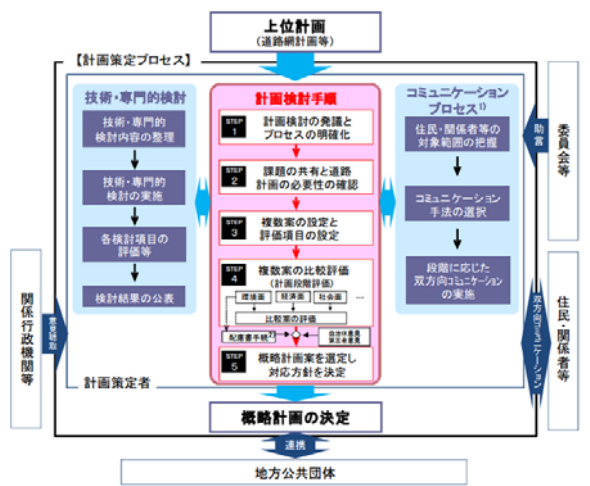 上位計画
(道路網計画等)
【計画策定プロセス】
技術・専門的検討
技術・専門的
検討内容の整理
技術・専門的
検討の実施
各検討項目の
評価等
検討結果の公表
計画検討手順
STEP
1
計画検討の発議と
プロセスの明確化
STEP
2
課題の共有と道路
計画の必要性の確認
STEP
3
複数案の設定と
評価項目の設定
STEP
4
複数案の比較評価
(計画段階評価)
環境面
経済面
社会面
比較案の評価
配慮書手続2)
自治体意見
第三者意見
STEP
5
概略計画案を選定し
対応方針を決定
コミュニケーション
プロセス1)
住民・関係者等の
対象範囲の把握
コミュニケーション
手法の選択
段階に応じた
双方向コミュニケーション
の実施
助言
委員会等
関係行政機関等
意見聴取
双方向コミュニケーション
住民・関係者等
計画策定者
概略計画の決定
連携
地方公共団体